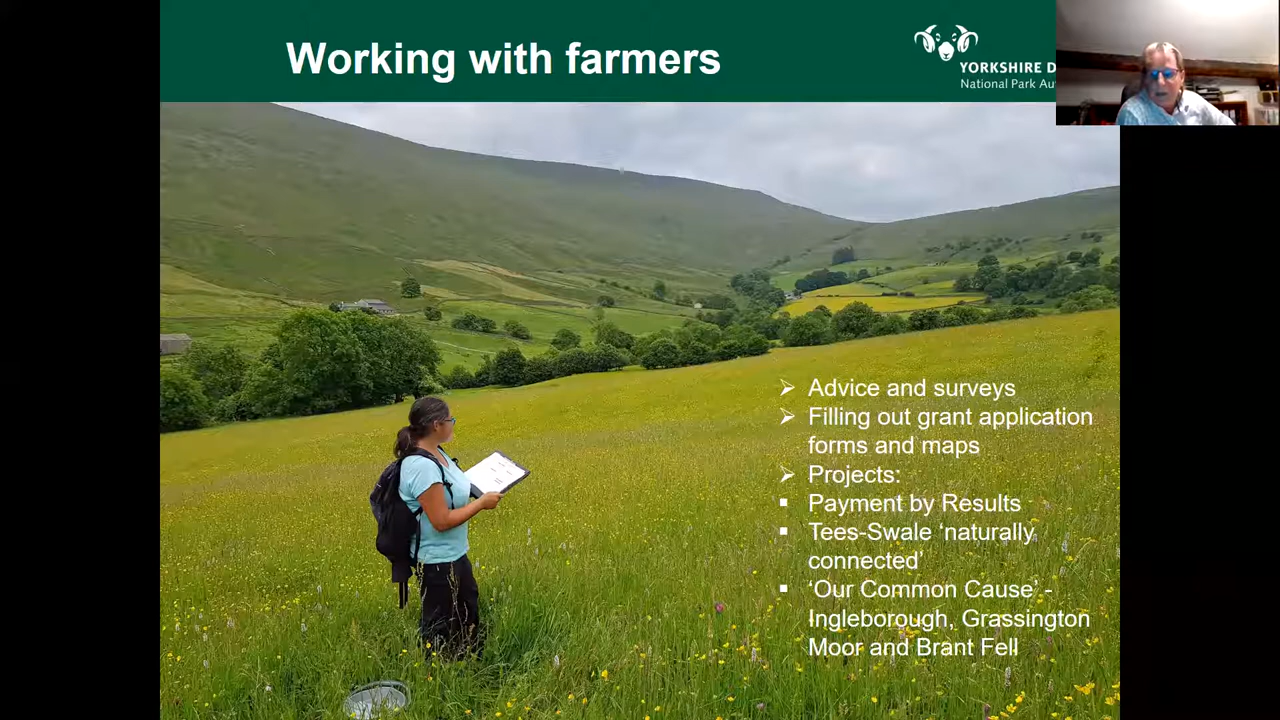 Working with farmers
YORKSHIRE D
National Park Au
➢ Advice and surveys
➢ Filling out grant application
forms and maps
➢ Projects:
▪ Payment by Results
▪ Tees-Swale ‘naturally
connected’
▪ ‘Our Common Cause’ -
Ingleborough, Grassington
Moor and Brant Fell